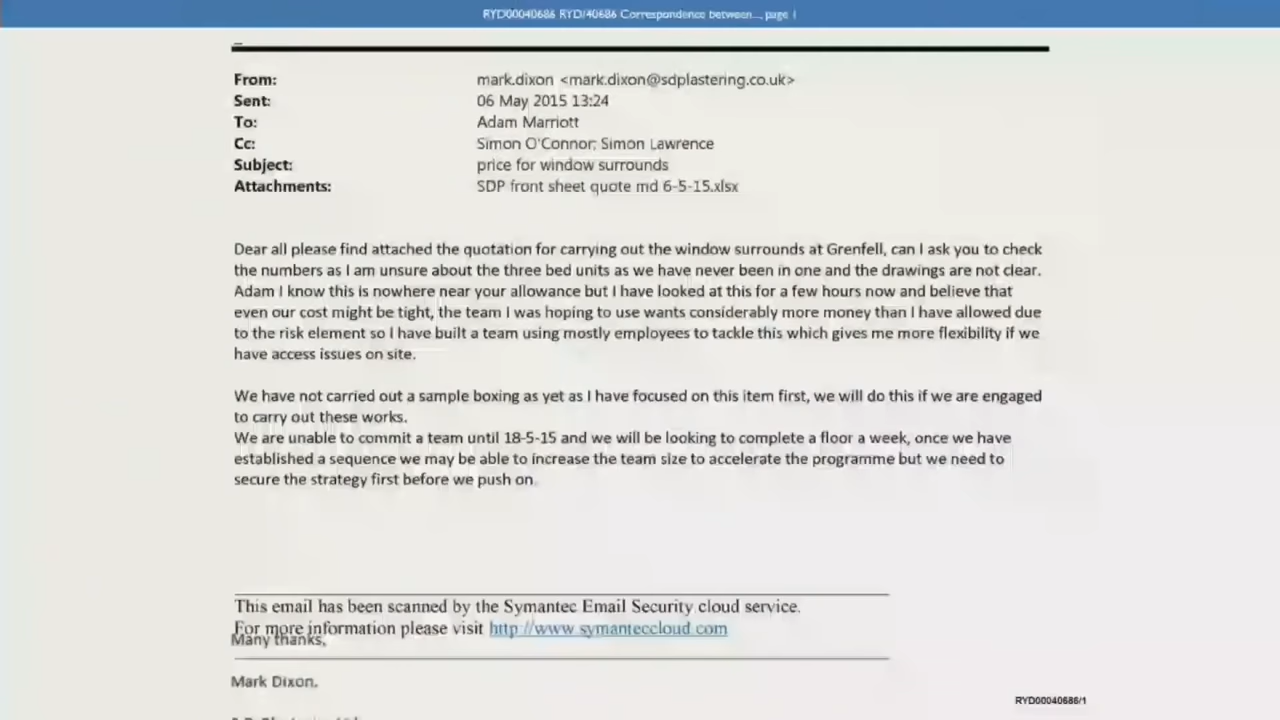 RYD00040686 RYD/40686 Correspondence between..., page 1
From: mark.dixon <mark.dixon@sdplastering.co.uk>
Sent: 06 May 2015 13:24
To: Adam Marriott
Cc: Simon O'Connor; Simon Lawrence
Subject: price for window surrounds
Attachments: SDP front sheet quote md 6-5-15.xlsx
Dear all please find attached the quotation for carrying out the window surrounds at Grenfell, can I ask you to check
the numbers as I am unsure about the three bed units as we have never been in one and the drawings are not clear.
Adam I know this is nowhere near your allowance but I have looked at this for a few hours now and believe that
even our cost might be tight, the team I was hoping to use wants considerably more money than I have allowed due
to the risk element so I have built a team using mostly employees to tackle this which gives me more flexibility if we
have access issues on site.
We have not carried out a sample boxing as yet as I have focused on this item first, we will do this if we are engaged
to carry out these works.
We are unable to commit a team until 18-5-15 and we will be looking to complete a floor a week, once we have
established a sequence we may be able to increase the team size to accelerate the programme but we need to
secure the strategy first before we push on.
This email has been scanned by the Symantec Email Security.cloud service.
For more information please visit http://www.symanteccloud.com
Many thanks,
Mark Dixon.
RYD00040686/1